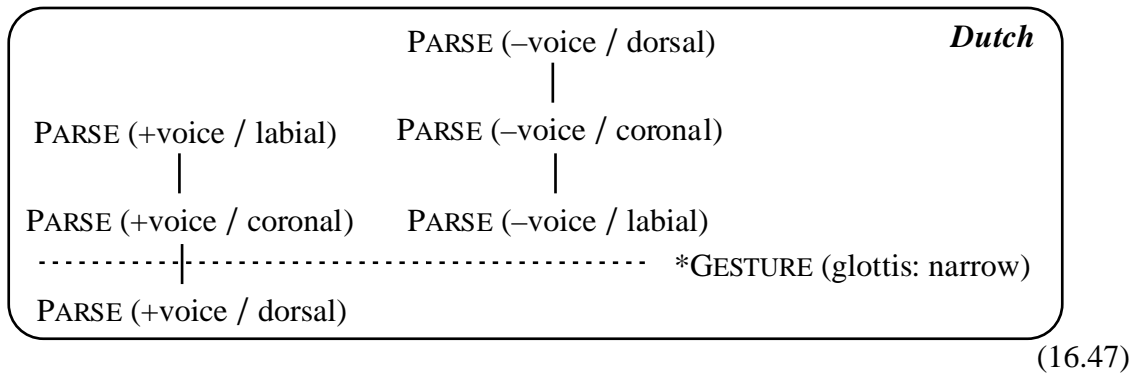 PARSE (–voice / dorsal) Dutch
PARSE (+voice / labial) PARSE (–voice / coronal)
PARSE (+voice / coronal) PARSE (–voice / labial)
*GESTURE (glottis: narrow)
PARSE (+voice / dorsal)
(16.47)